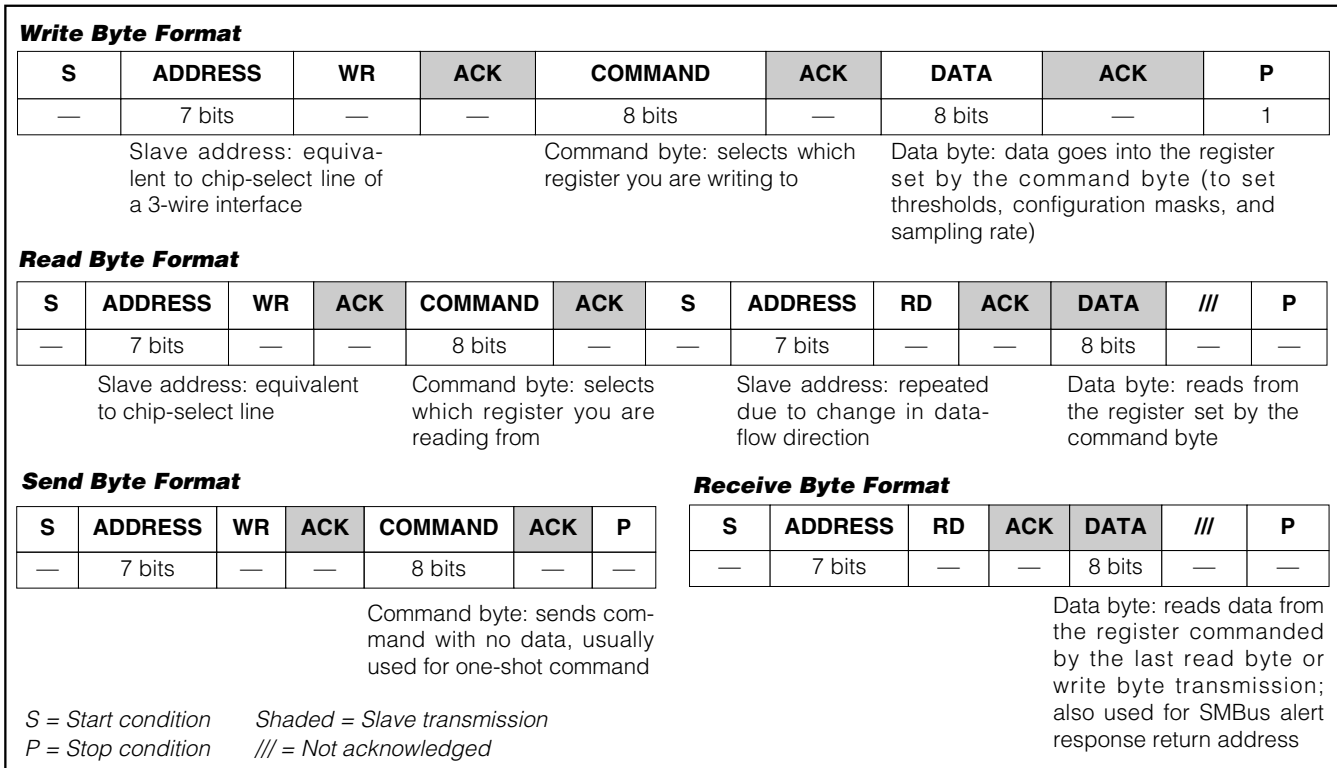 Write Byte Format
S ADDRESS WR ACK COMMAND ACK DATA ACK P
— 7 bits — — 8 bits — 8 bits — 1
Slave address: equiva-
lent to chip-select line of
a 3-wire interface
Command byte: selects which
register you are writing to
Data byte: data goes into the register
set by the command byte (to set
thresholds, configuration masks, and
sampling rate)
Read Byte Format
S ADDRESS WR ACK COMMAND ACK S ADDRESS RD ACK DATA /// P
— 7 bits — — 8 bits — — 7 bits — — 8 bits — —
Slave address: equivalent
to chip-select line
Command byte: selects
which register you are
reading from
Slave address: repeated
due to change in data-
flow direction
Data byte: reads from
the register set by the
command byte
Send Byte Format
S ADDRESS WR ACK COMMAND ACK P
— 7 bits — — 8 bits — —
Command byte: sends com-
mand with no data, usually
used for one-shot command
Receive Byte Format
S ADDRESS RD ACK DATA /// P
— 7 bits — — 8 bits — —
Data byte: reads data from
the register commanded
by the last read byte or
write byte transmission;
also used for SMBus alert
response return address
S = Start condition Shaded = Slave transmission
P = Stop condition /// = Not acknowledged